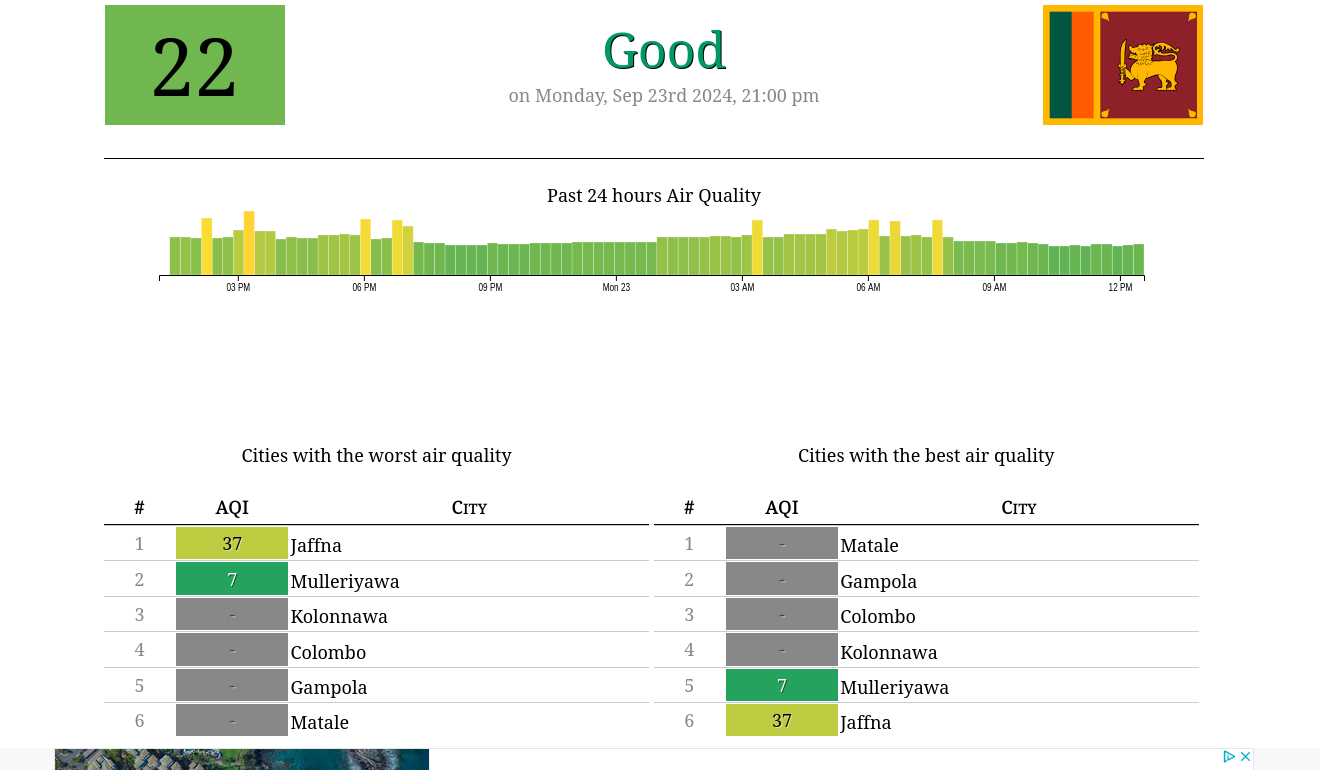 22
Good
on Monday, Sep 23rd 2024, 21:00 pm
Past 24 hours Air Quality
03 PM 06 PM 09 PM Mon 23 03 AM 06 AM 09 AM 12 PM
Cities with the worst air quality
# AQI City
1 37 Jaffna
2 7 Mulleriyawa
3 - Kolonnawa
4 - Colombo
5 - Gampola
6 - Matale
Cities with the best air quality
# AQI City
1 - Matale
2 - Gampola
3 - Colombo
4 - Kolonnawa
5 7 Mulleriyawa
6 37 Jaffna